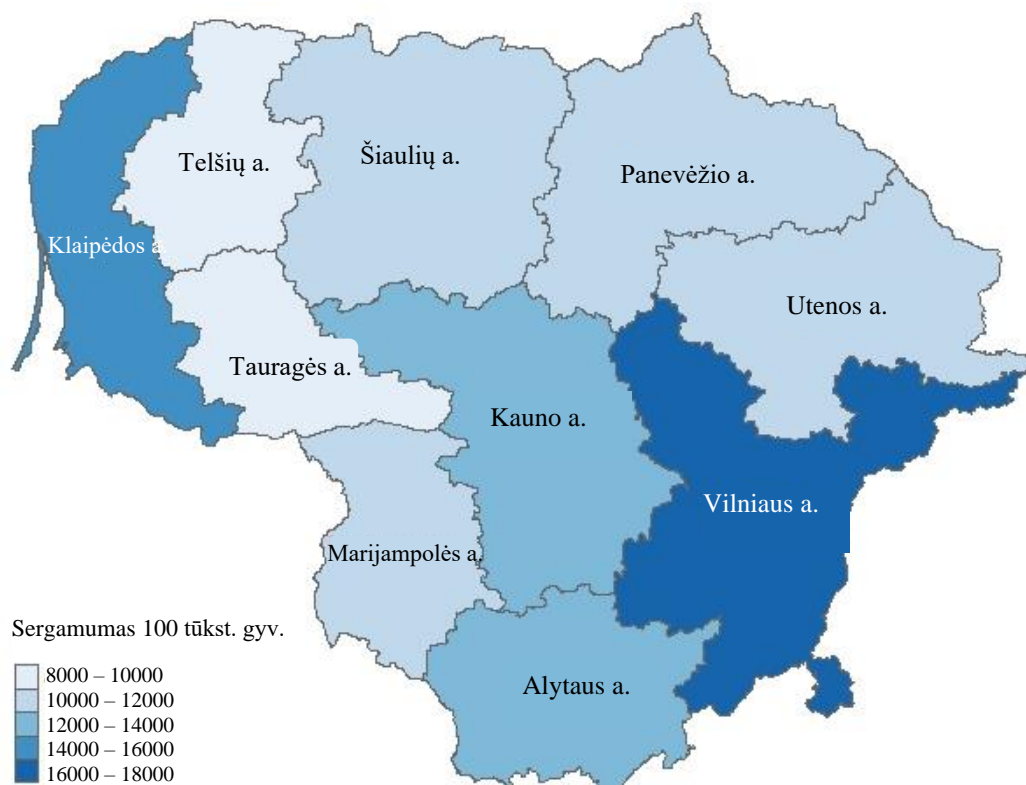 Telšių a.
Šiaulių a.
Panevėžio a.
Klaipėdos a.
Utenos a.
Tauragės a.
Kauno a.
Vilniaus a.
Marijampolės a.
Alytaus a.
Sergamumas 100 tūkst. gyv.
8000 – 10000
10000 – 12000
12000 – 14000
14000 – 16000
16000 – 18000